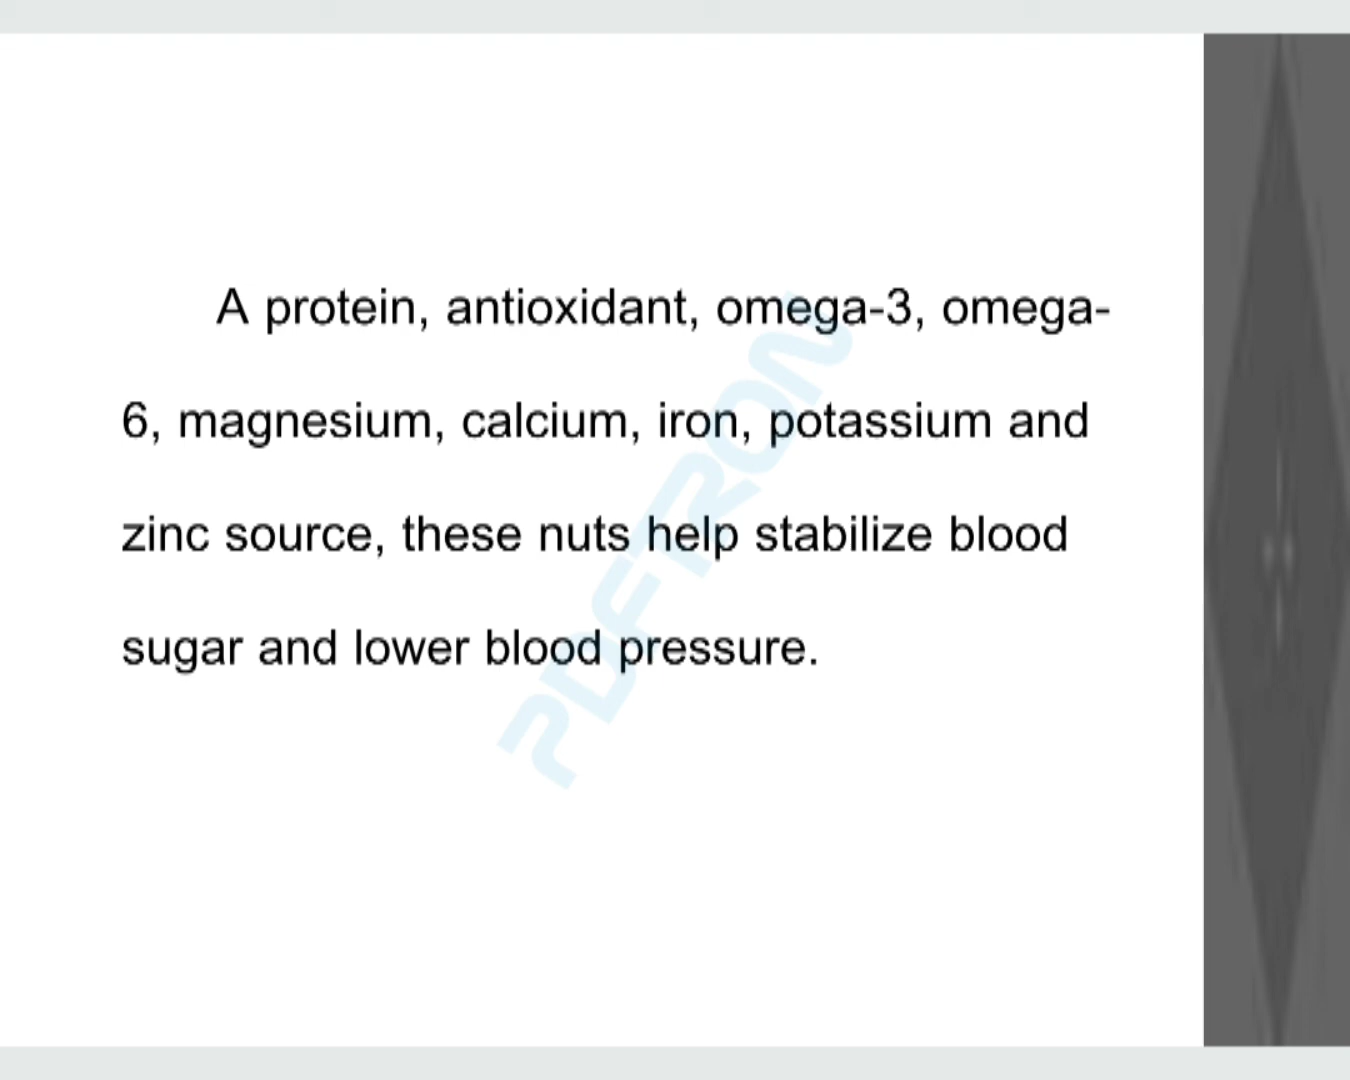 A protein, antioxidant, omega-3, omega-
6, magnesium, calcium, iron, potassium and
zinc source, these nuts help stabilize blood
sugar and lower blood pressure.
PDFTRON